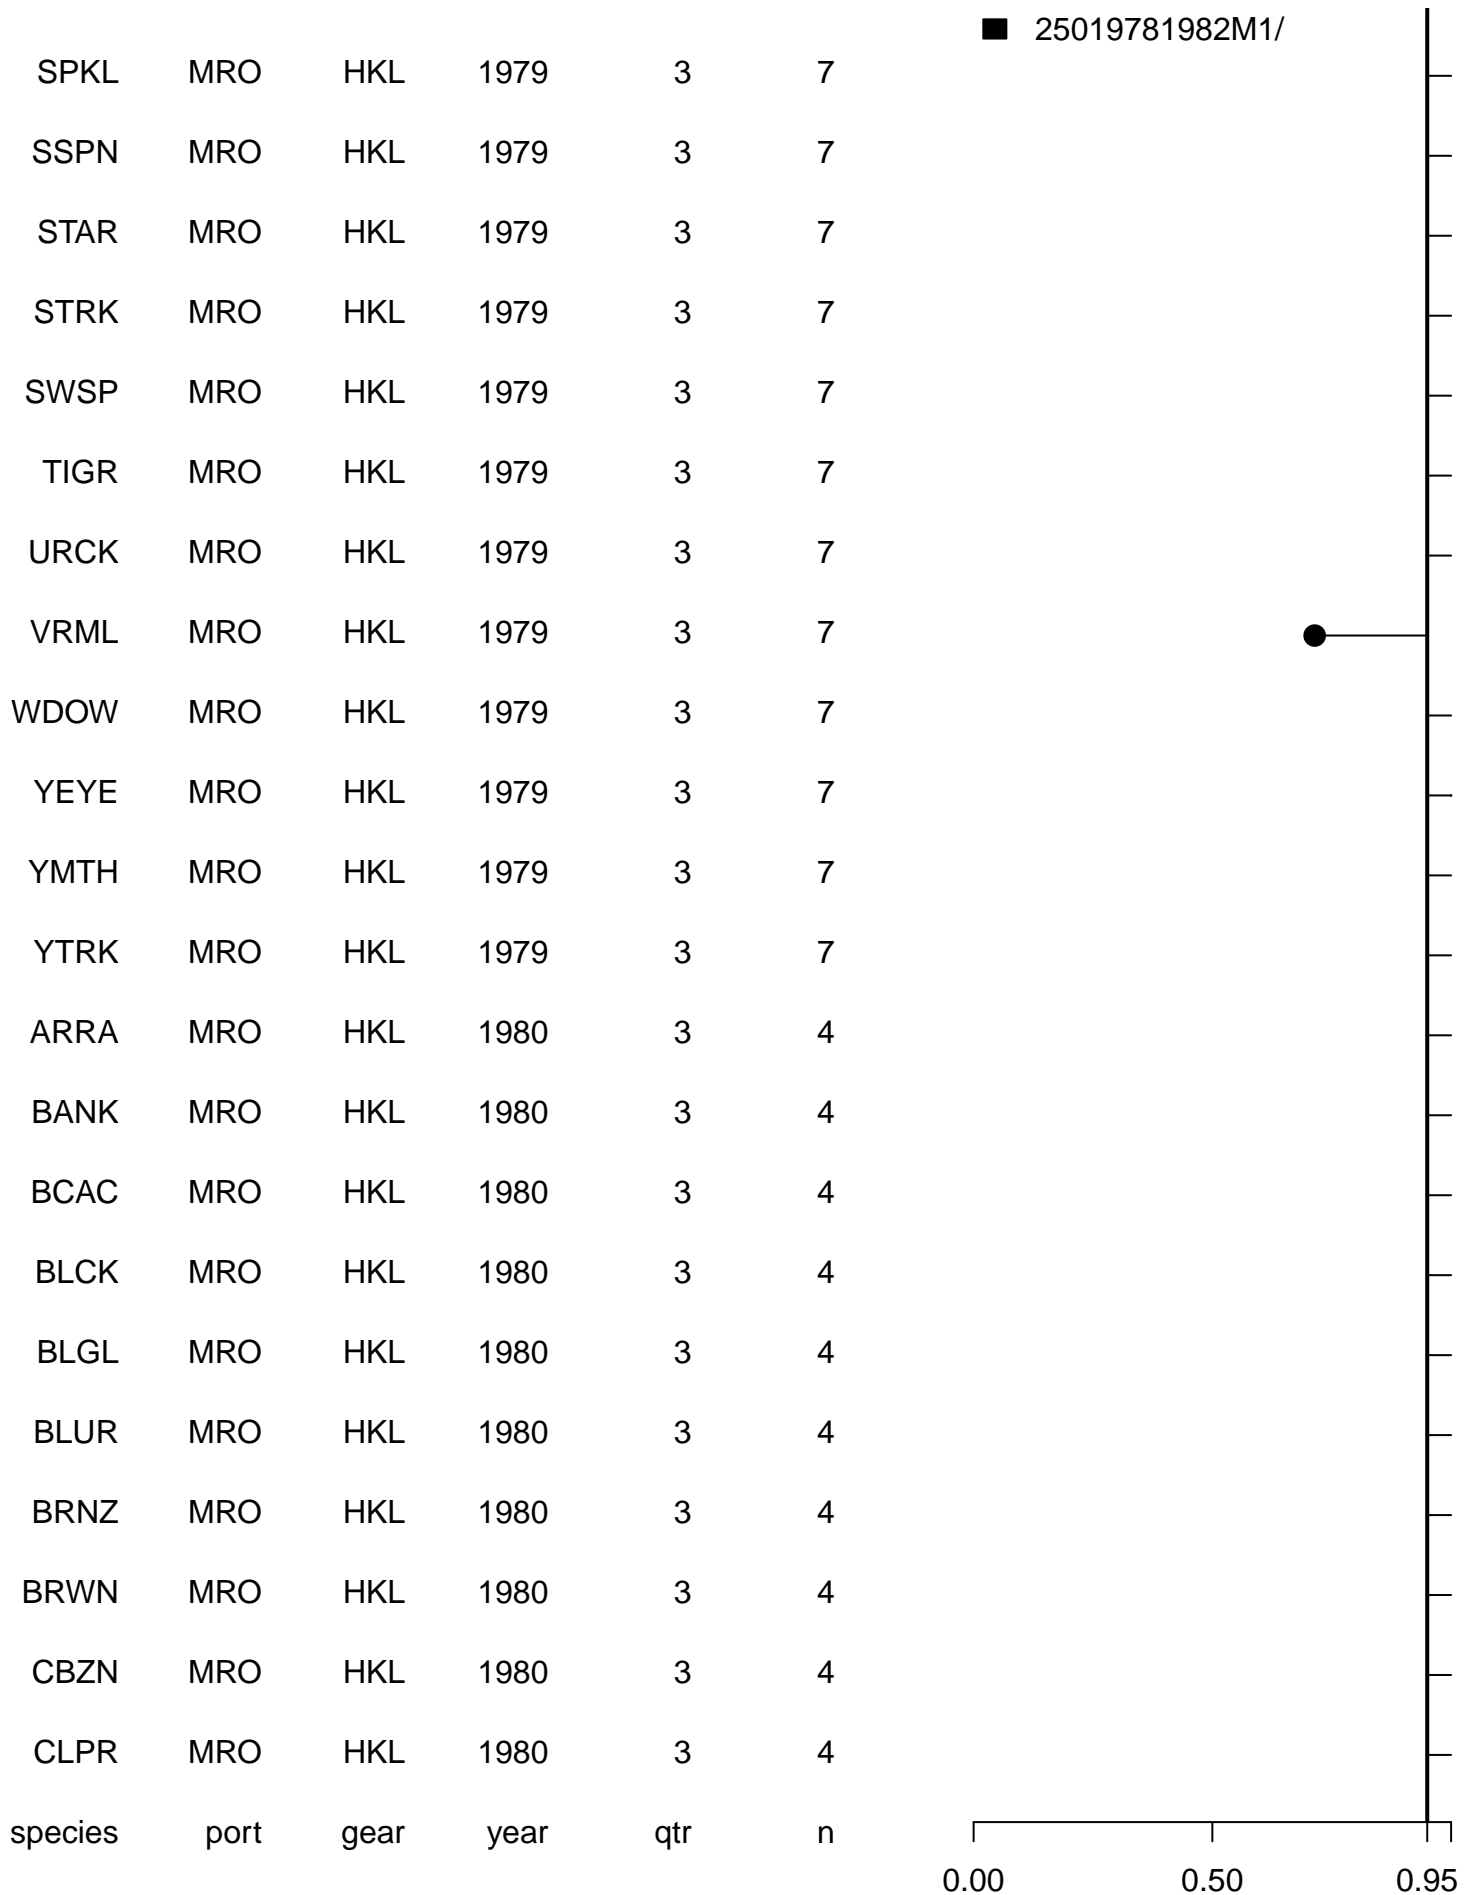 25019781982M1/
SPKL MRO HKL 1979 3 7
SSPN MRO HKL 1979 3 7
STAR MRO HKL 1979 3 7
STRK MRO HKL 1979 3 7
SWSP MRO HKL 1979 3 7
TIGR MRO HKL 1979 3 7
URCK MRO HKL 1979 3 7
VRML MRO HKL 1979 3 7
WDOW MRO HKL 1979 3 7
YEYE MRO HKL 1979 3 7
YMTH MRO HKL 1979 3 7
YTRK MRO HKL 1979 3 7
ARRA MRO HKL 1980 3 4
BANK MRO HKL 1980 3 4
BCAC MRO HKL 1980 3 4
BLCK MRO HKL 1980 3 4
BLGL MRO HKL 1980 3 4
BLUR MRO HKL 1980 3 4
BRNZ MRO HKL 1980 3 4
BRWN MRO HKL 1980 3 4
CBZN MRO HKL 1980 3 4
CLPR MRO HKL 1980 3 4
species port gear year qtr n
0.00 0.50 0.95